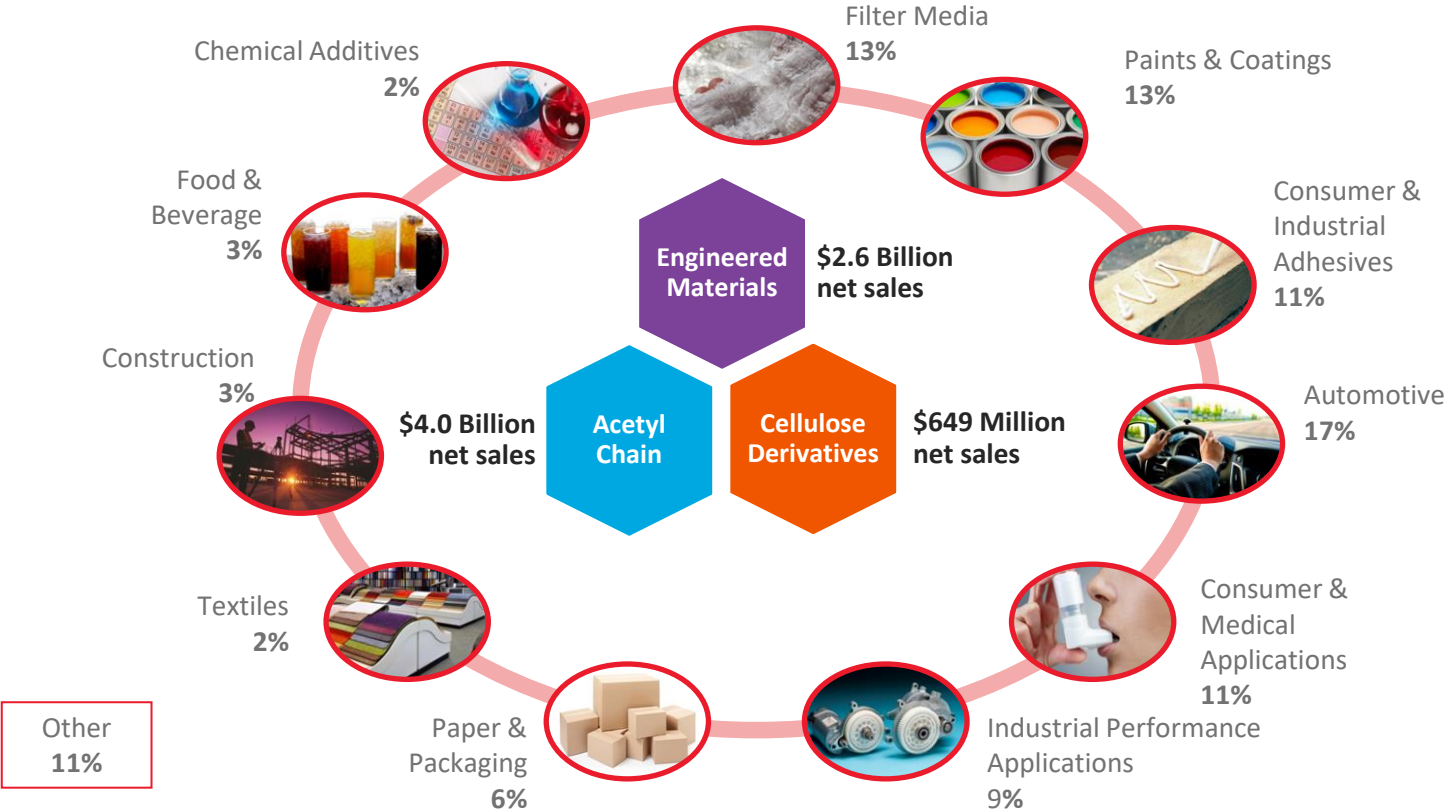 Filter Media
13%
Chemical Additives
2%
Paints & Coatings
13%
Food &
Beverage
3%
Consumer &
Industrial
Adhesives
11%
Engineered
Materials
$2.6 Billion
net sales
Construction
3%
Automotive
17%
$4.0 Billion
net sales
Acetyl
Chain
Cellulose
Derivatives
$649 Million
net sales
Textiles
2%
Consumer &
Medical
Applications
11%
Other
11%
Paper &
Packaging
6%
Industrial Performance
Applications
9%